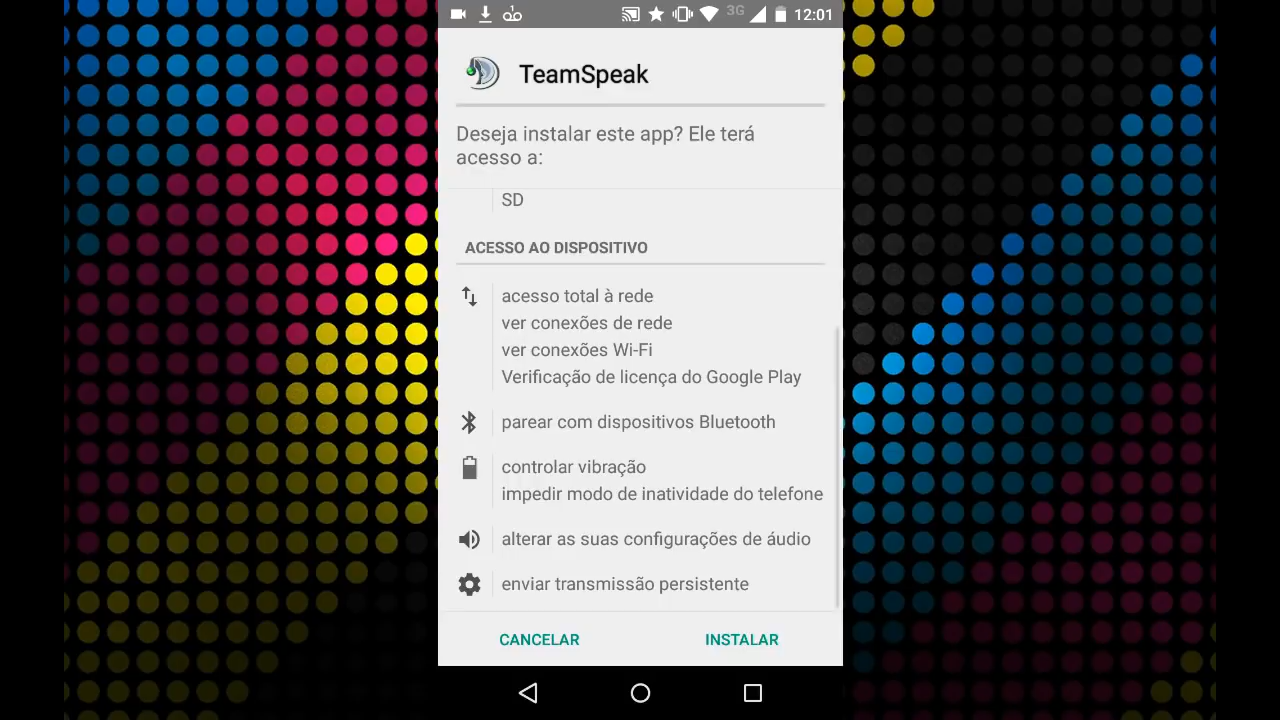 1
3G
12:01
TeamSpeak
Deseja instalar este app? Ele terá
acesso a:
SD
ACESSO AO DISPOSITIVO
acesso total à rede
ver conexões de rede
ver conexões Wi-Fi
Verificação de licença do Google Play
parear com dispositivos Bluetooth
controlar vibração
impedir modo de inatividade do telefone
alterar as suas configurações de áudio
enviar transmissão persistente
CANCELAR
INSTALAR